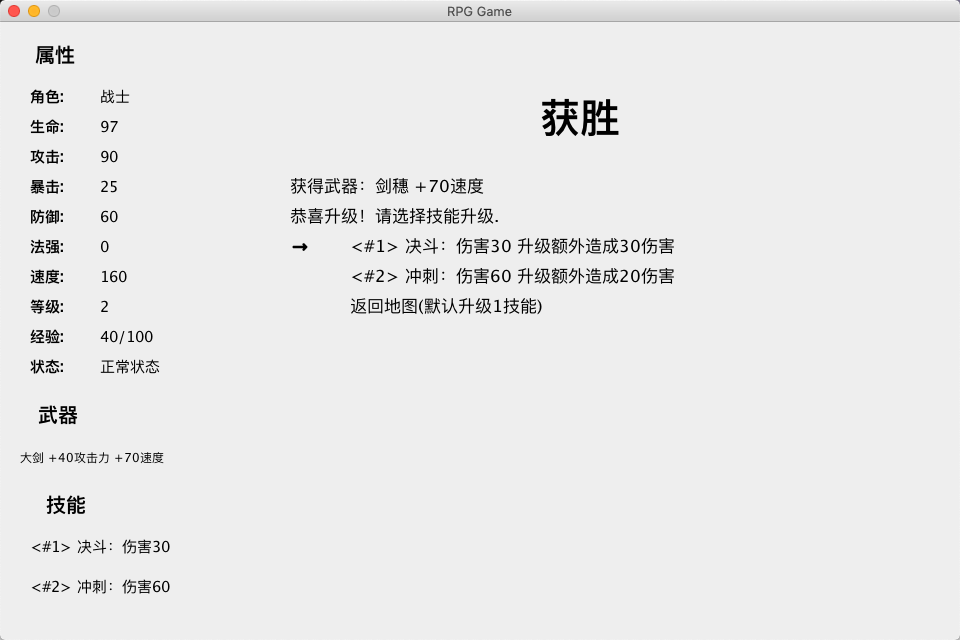 RPG Game
属性
角色: 战士
生命: 97
攻击: 90
暴击: 25
防御: 60
法强: 0
速度: 160
等级: 2
经验: 40/100
状态: 正常状态
武器
大剑 +40攻击力 +70速度
技能
<#1> 决斗：伤害30
<#2> 冲刺：伤害60
获胜
获得武器：剑穗 +70速度
恭喜升级！请选择技能升级.
→ <#1> 决斗：伤害30 升级额外造成30伤害
<#2> 冲刺：伤害60 升级额外造成20伤害
返回地图(默认升级1技能)